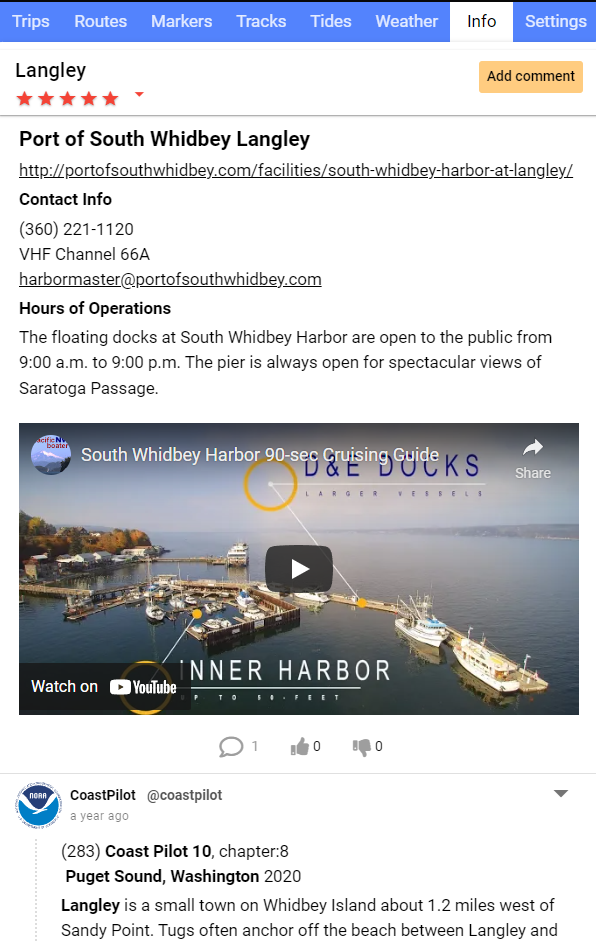 Trips Routes Markers Tracks Tides Weather Info Settings
Langley
Add comment
Port of South Whidbey Langley
http://portofsouthwhidbey.com/facilities/south-whidbey-harbor-at-langley/
Contact Info
(360) 221-1120
VHF Channel 66A
harbormaster@portofsouthwhidbey.com
Hours of Operations
The floating docks at South Whidbey Harbor are open to the public from
9:00 a.m. to 9:00 p.m. The pier is always open for spectacular views of
Saratoga Passage.
South Whidbey Harbor 90-sec Cruising Guide
Share
D&E DOCKS
LARGER VESSELS
INNER HARBOR
Watch on YouTube
1 0 0
NOAA
CoastPilot @coastpilot
a year ago
(283) Coast Pilot 10, chapter:8
Puget Sound, Washington 2020
Langley is a small town on Whidbey Island about 1.2 miles west of
Sandy Point. Tugs often anchor off the beach between Langley and